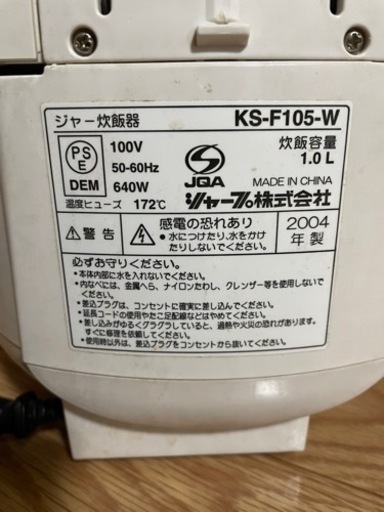 ジャー炊飯器 KS-F105-W
PSE 100V 炊飯容量
50-60Hz 1.0 L
DEM 640W JQA MADE IN CHINA
温度ヒューズ 172℃ シャープ株式会社
⚠警告 感電の恐れあり 2004
•水につけたり、水をかけ 年製
たりしないでください。
必ずお守りください。
•本体内部に水を入れないでください。
•内なべには、金属へら、ナイロンたわし、クレンザー等を使用しないでください。
•差込プラグは、コンセントに確実に差し込んでください。
•延長コードの使用やたこ足配線などはやめてください。
•差し込みがゆるくグラグラしていると、過熱や火災の恐れがあります。
すぐに修理を依頼してください。
•使用時以外は、差込プラグをコンセントから抜いてください。